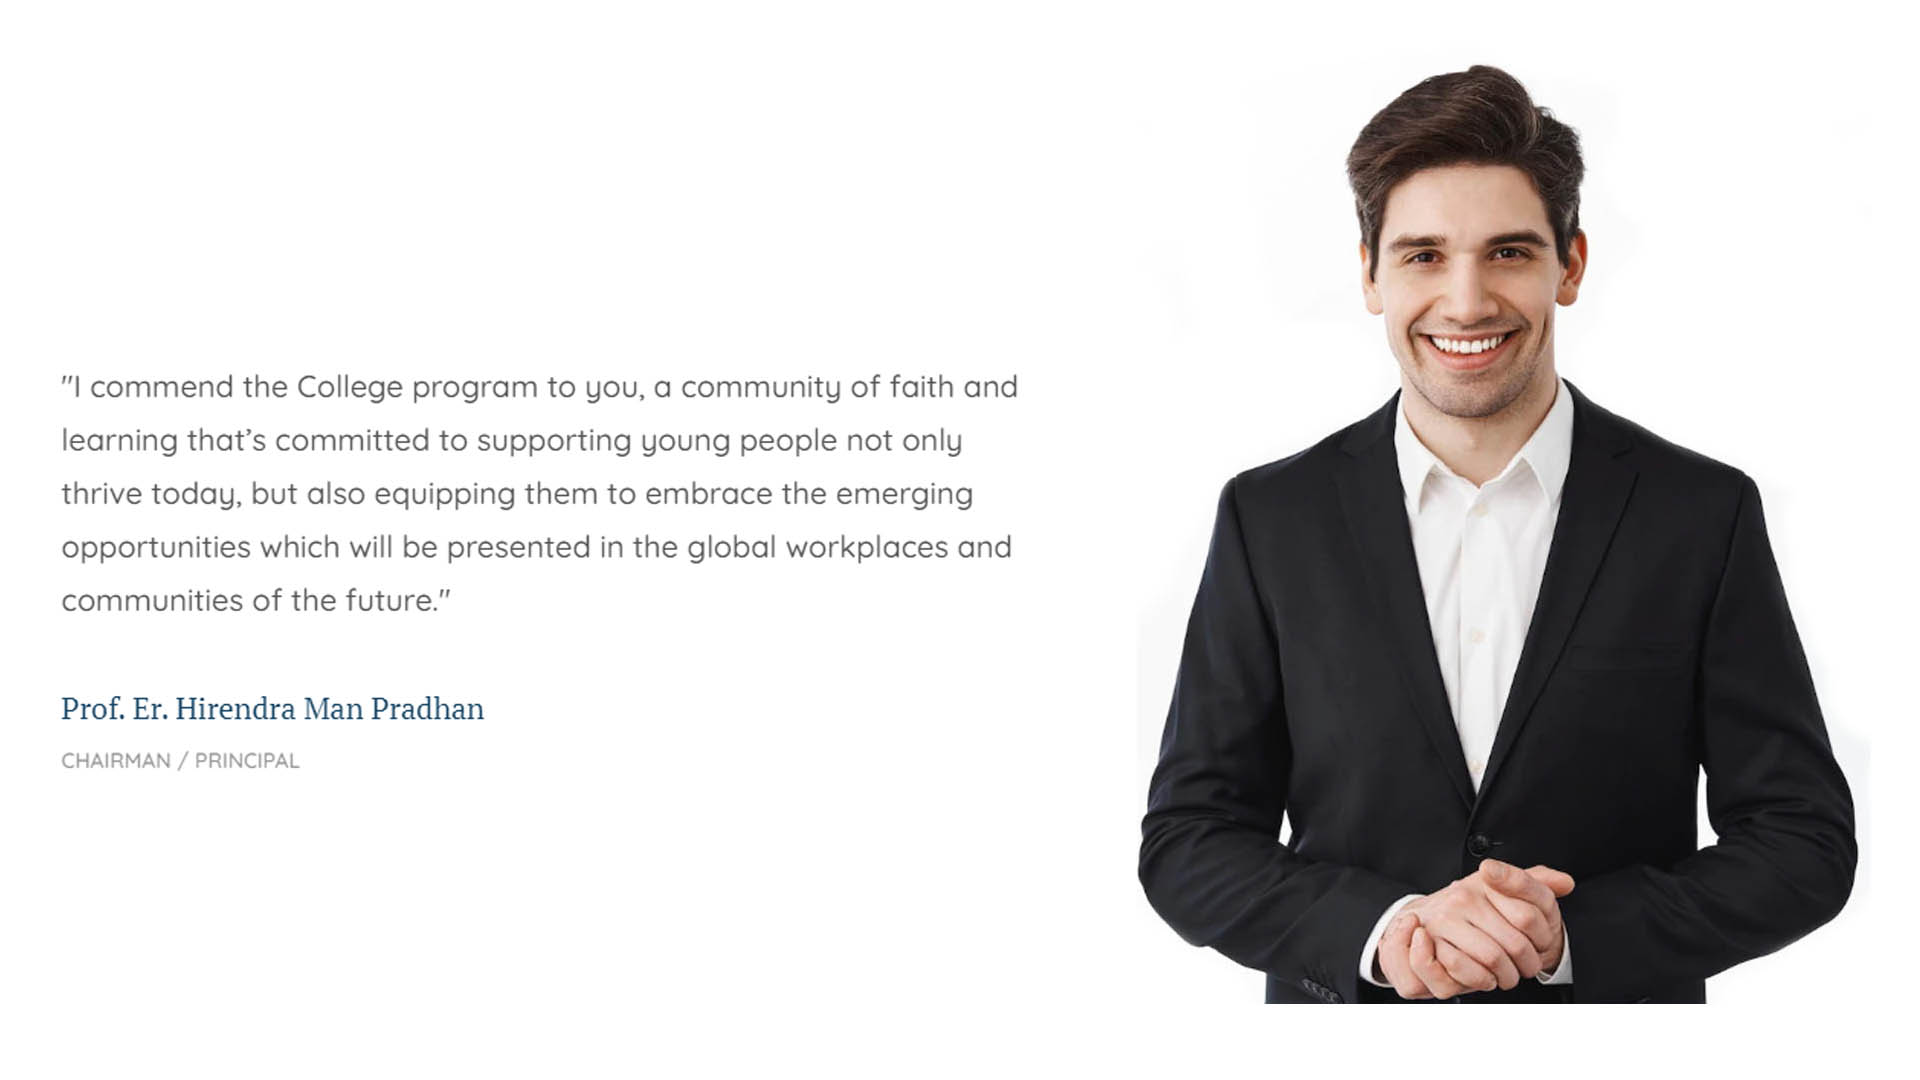 "I commend the College program to you, a community of faith and
learning that’s committed to supporting young people not only
thrive today, but also equipping them to embrace the emerging
opportunities which will be presented in the global workplaces and
communities of the future."
Prof. Er. Hirendra Man Pradhan
CHAIRMAN / PRINCIPAL